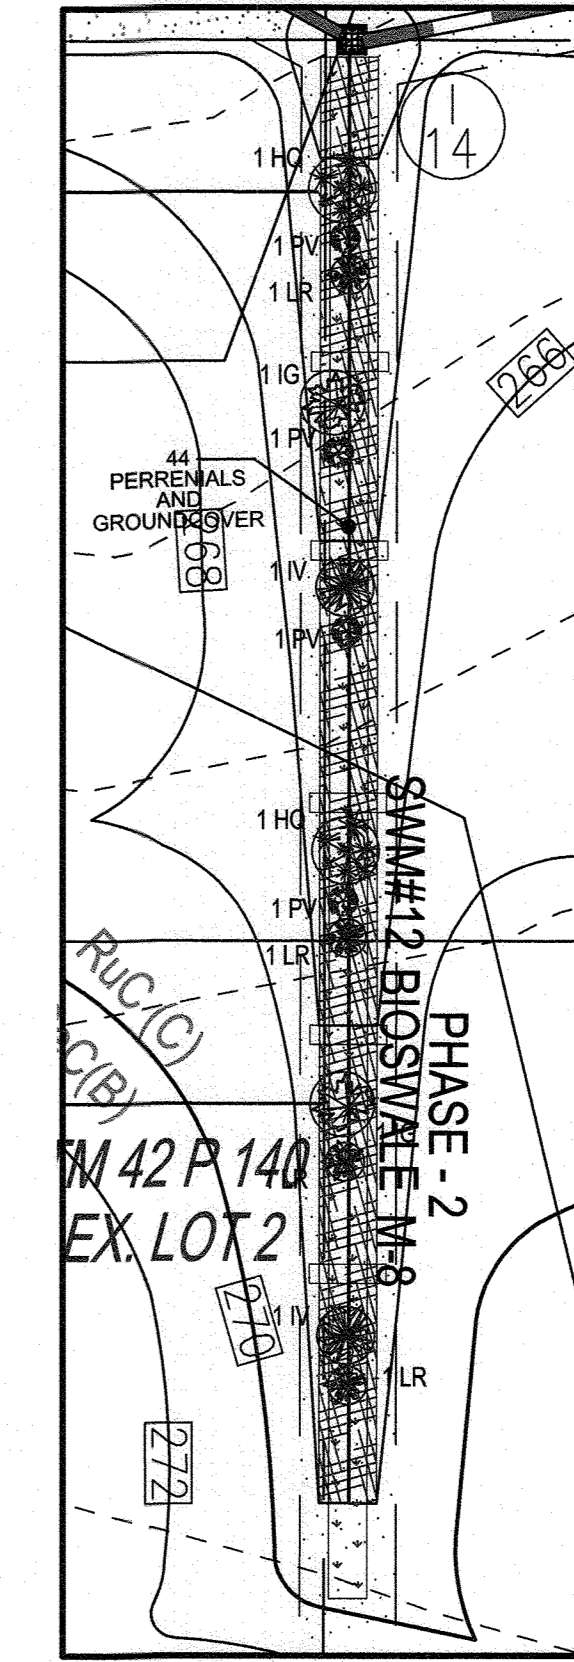 I
14
1 HQ
1 PV
1 LR
266
1 IG
1 PV
44
PERRENIALS
AND
GROUNDCOVER
268
1 IV
1 PV
1 HQ
SWM#12 BIOSWALE M-8
PHASE - 2
1 PV
1 LR
RuC(C)
C(B)
TM 42 P 140
EX. LOT 2
1 LR
270
1 IV
1 LR
272